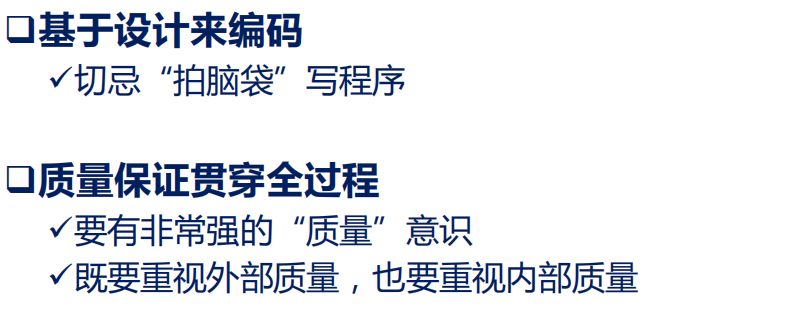 ❑基于设计来编码
✓切忌“拍脑袋”写程序
❑质量保证贯穿全过程
✓要有非常强的“质量”意识
✓既要重视外部质量，也要重视内部质量